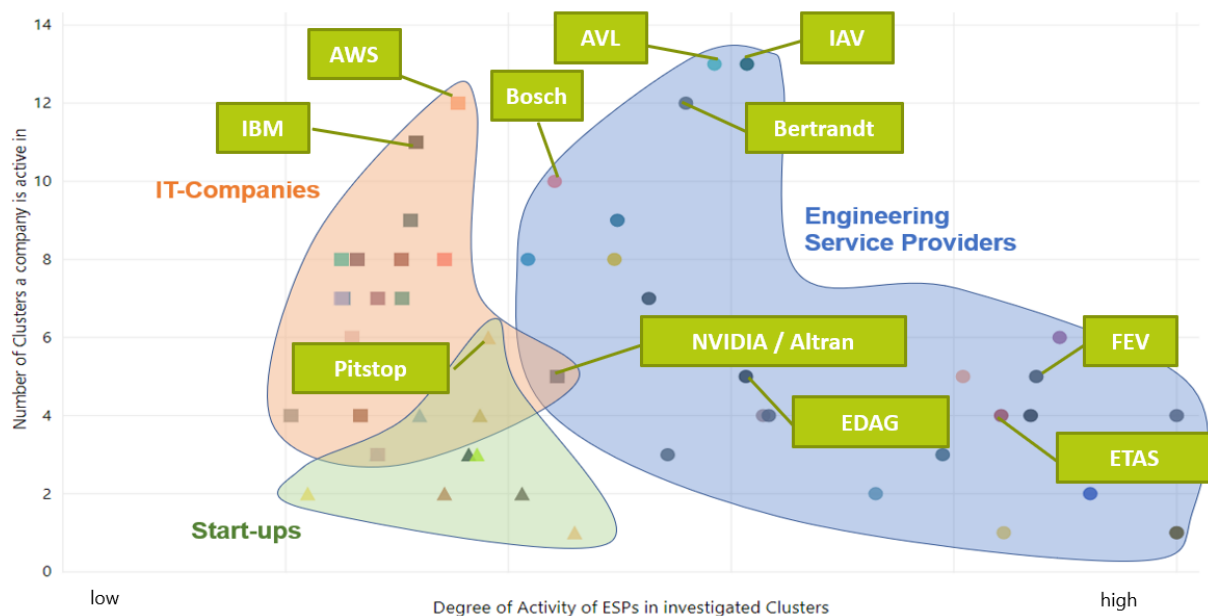 14
12
10
8
6
4
2
0
Number of Clusters a company is active in
AWS
AVL
IAV
Bosch
IBM
Bertrandt
IT-Companies
Engineering
Service Providers
Pitstop
NVIDIA / Altran
FEV
EDAG
ETAS
Start-ups
low
Degree of Activity of ESPs in investigated Clusters
high